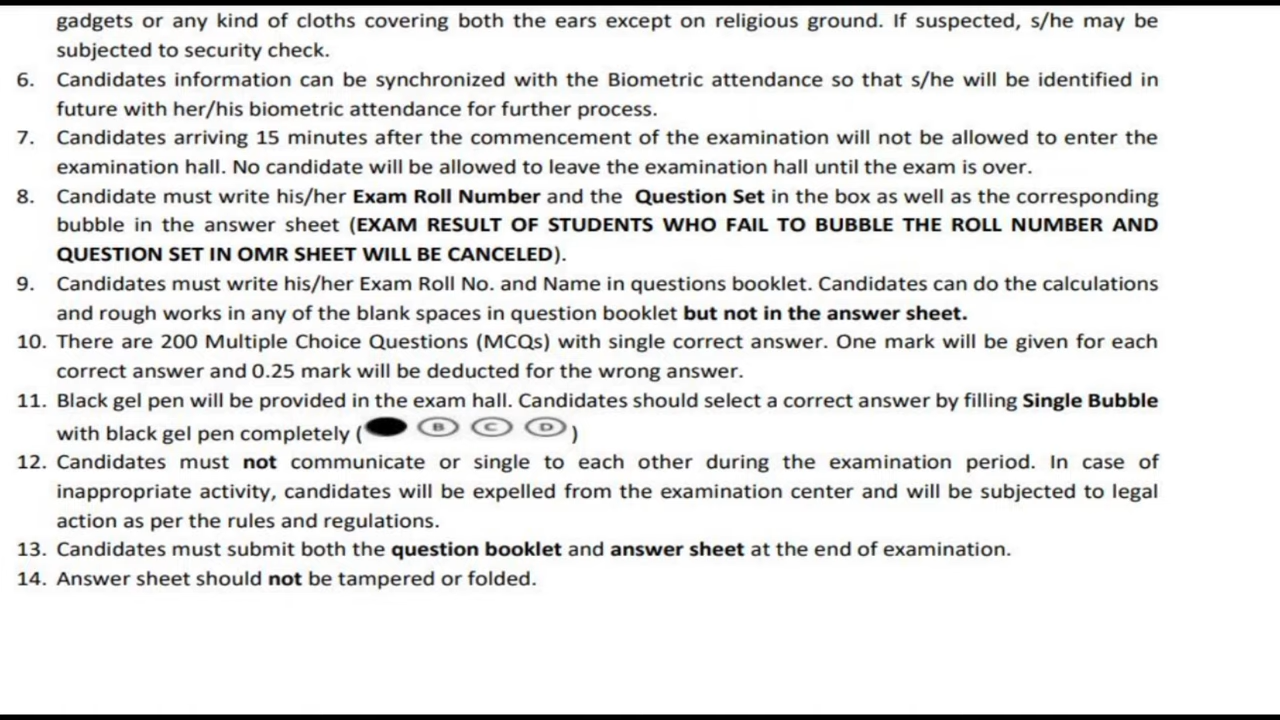 gadgets or any kind of cloths covering both the ears except on religious ground. If suspected, s/he may be
subjected to security check.
6. Candidates information can be synchronized with the Biometric attendance so that s/he will be identified in
future with her/his biometric attendance for further process.
7. Candidates arriving 15 minutes after the commencement of the examination will not be allowed to enter the
examination hall. No candidate will be allowed to leave the examination hall until the exam is over.
8. Candidate must write his/her Exam Roll Number and the Question Set in the box as well as the corresponding
bubble in the answer sheet (EXAM RESULT OF STUDENTS WHO FAIL TO BUBBLE THE ROLL NUMBER AND
QUESTION SET IN OMR SHEET WILL BE CANCELED).
9. Candidates must write his/her Exam Roll No. and Name in questions booklet. Candidates can do the calculations
and rough works in any of the blank spaces in question booklet but not in the answer sheet.
10. There are 200 Multiple Choice Questions (MCQs) with single correct answer. One mark will be given for each
correct answer and 0.25 mark will be deducted for the wrong answer.
11. Black gel pen will be provided in the exam hall. Candidates should select a correct answer by filling Single Bubble
with black gel pen completely ( B C D )
12. Candidates must not communicate or single to each other during the examination period. In case of
inappropriate activity, candidates will be expelled from the examination center and will be subjected to legal
action as per the rules and regulations.
13. Candidates must submit both the question booklet and answer sheet at the end of examination.
14. Answer sheet should not be tampered or folded.